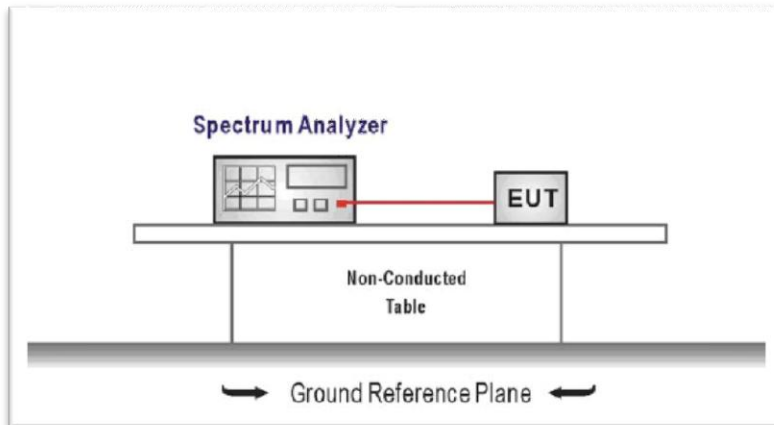 Spectrum Analyzer
EUT
Non-Conducted
Table
Ground Reference Plane